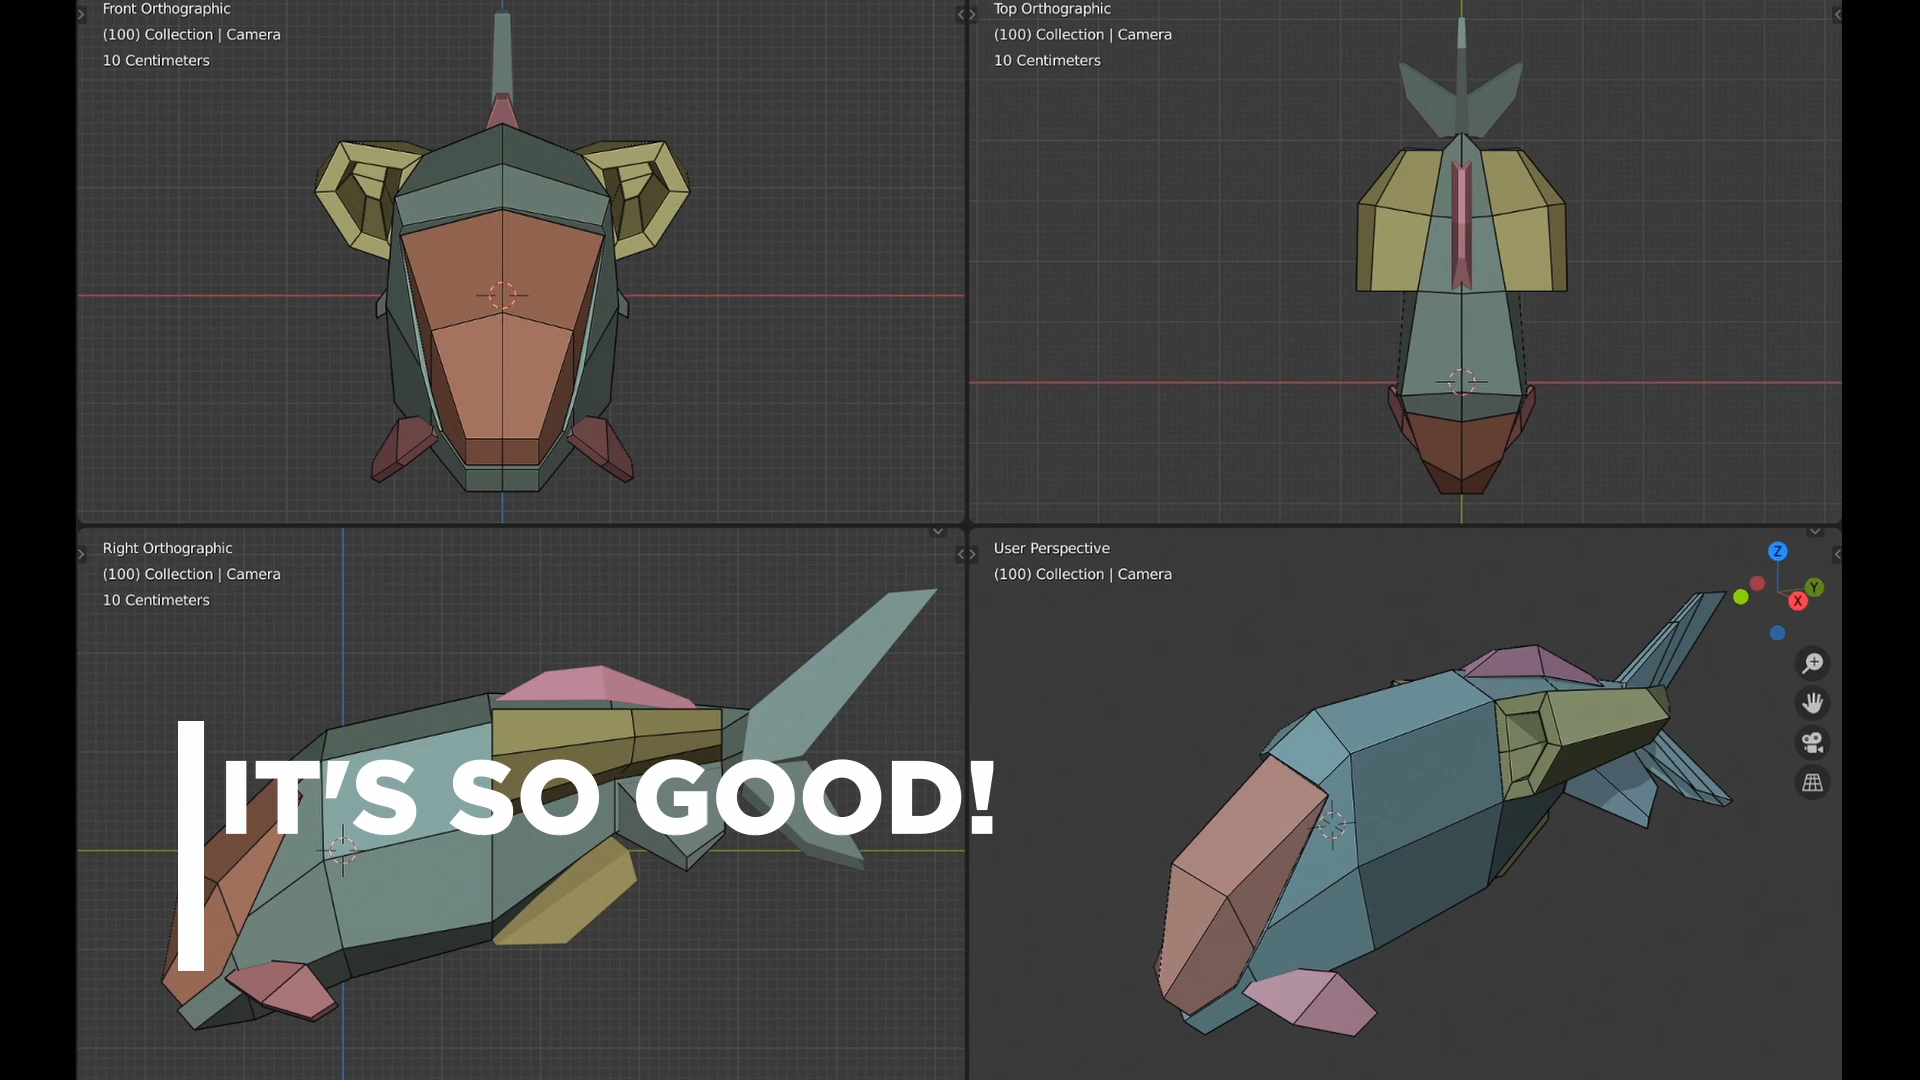 Front Orthographic
(100) Collection | Camera
10 Centimeters
Top Orthographic
(100) Collection | Camera
10 Centimeters
Right Orthographic
(100) Collection | Camera
10 Centimeters
User Perspective
(100) Collection | Camera
Z
Y
X
IT'S SO GOOD!